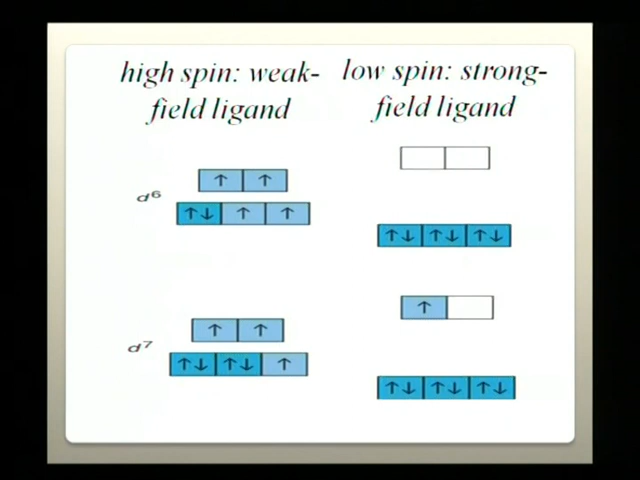 high spin: weak-
field ligand
low spin: strong-
field ligand
d⁶
↑ ↑
↑↓ ↑ ↑
↑↓ ↑↓ ↑↓
d⁷
↑ ↑
↑↓ ↑↓ ↑
↑
↑↓ ↑↓ ↑↓